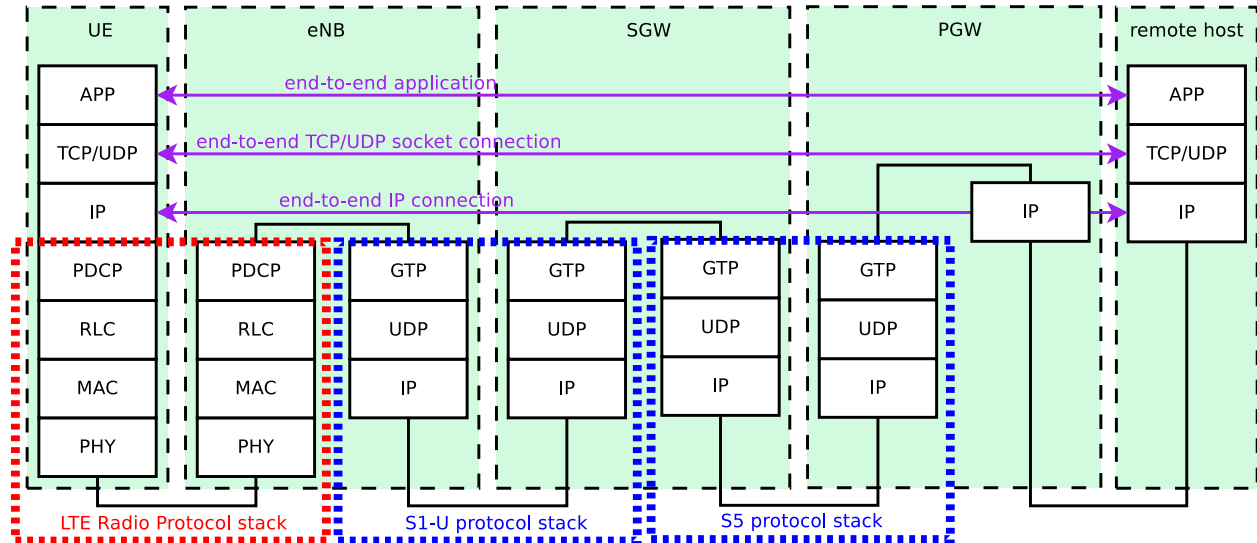 UE
eNB
SGW
PGW
remote host
end-to-end application
APP
APP
end-to-end TCP/UDP socket connection
TCP/UDP
TCP/UDP
end-to-end IP connection
IP
IP
IP
PDCP
PDCP
GTP
GTP
GTP
GTP
RLC
RLC
UDP
UDP
UDP
UDP
MAC
MAC
IP
IP
IP
IP
PHY
PHY
LTE Radio Protocol stack
S1-U protocol stack
S5 protocol stack